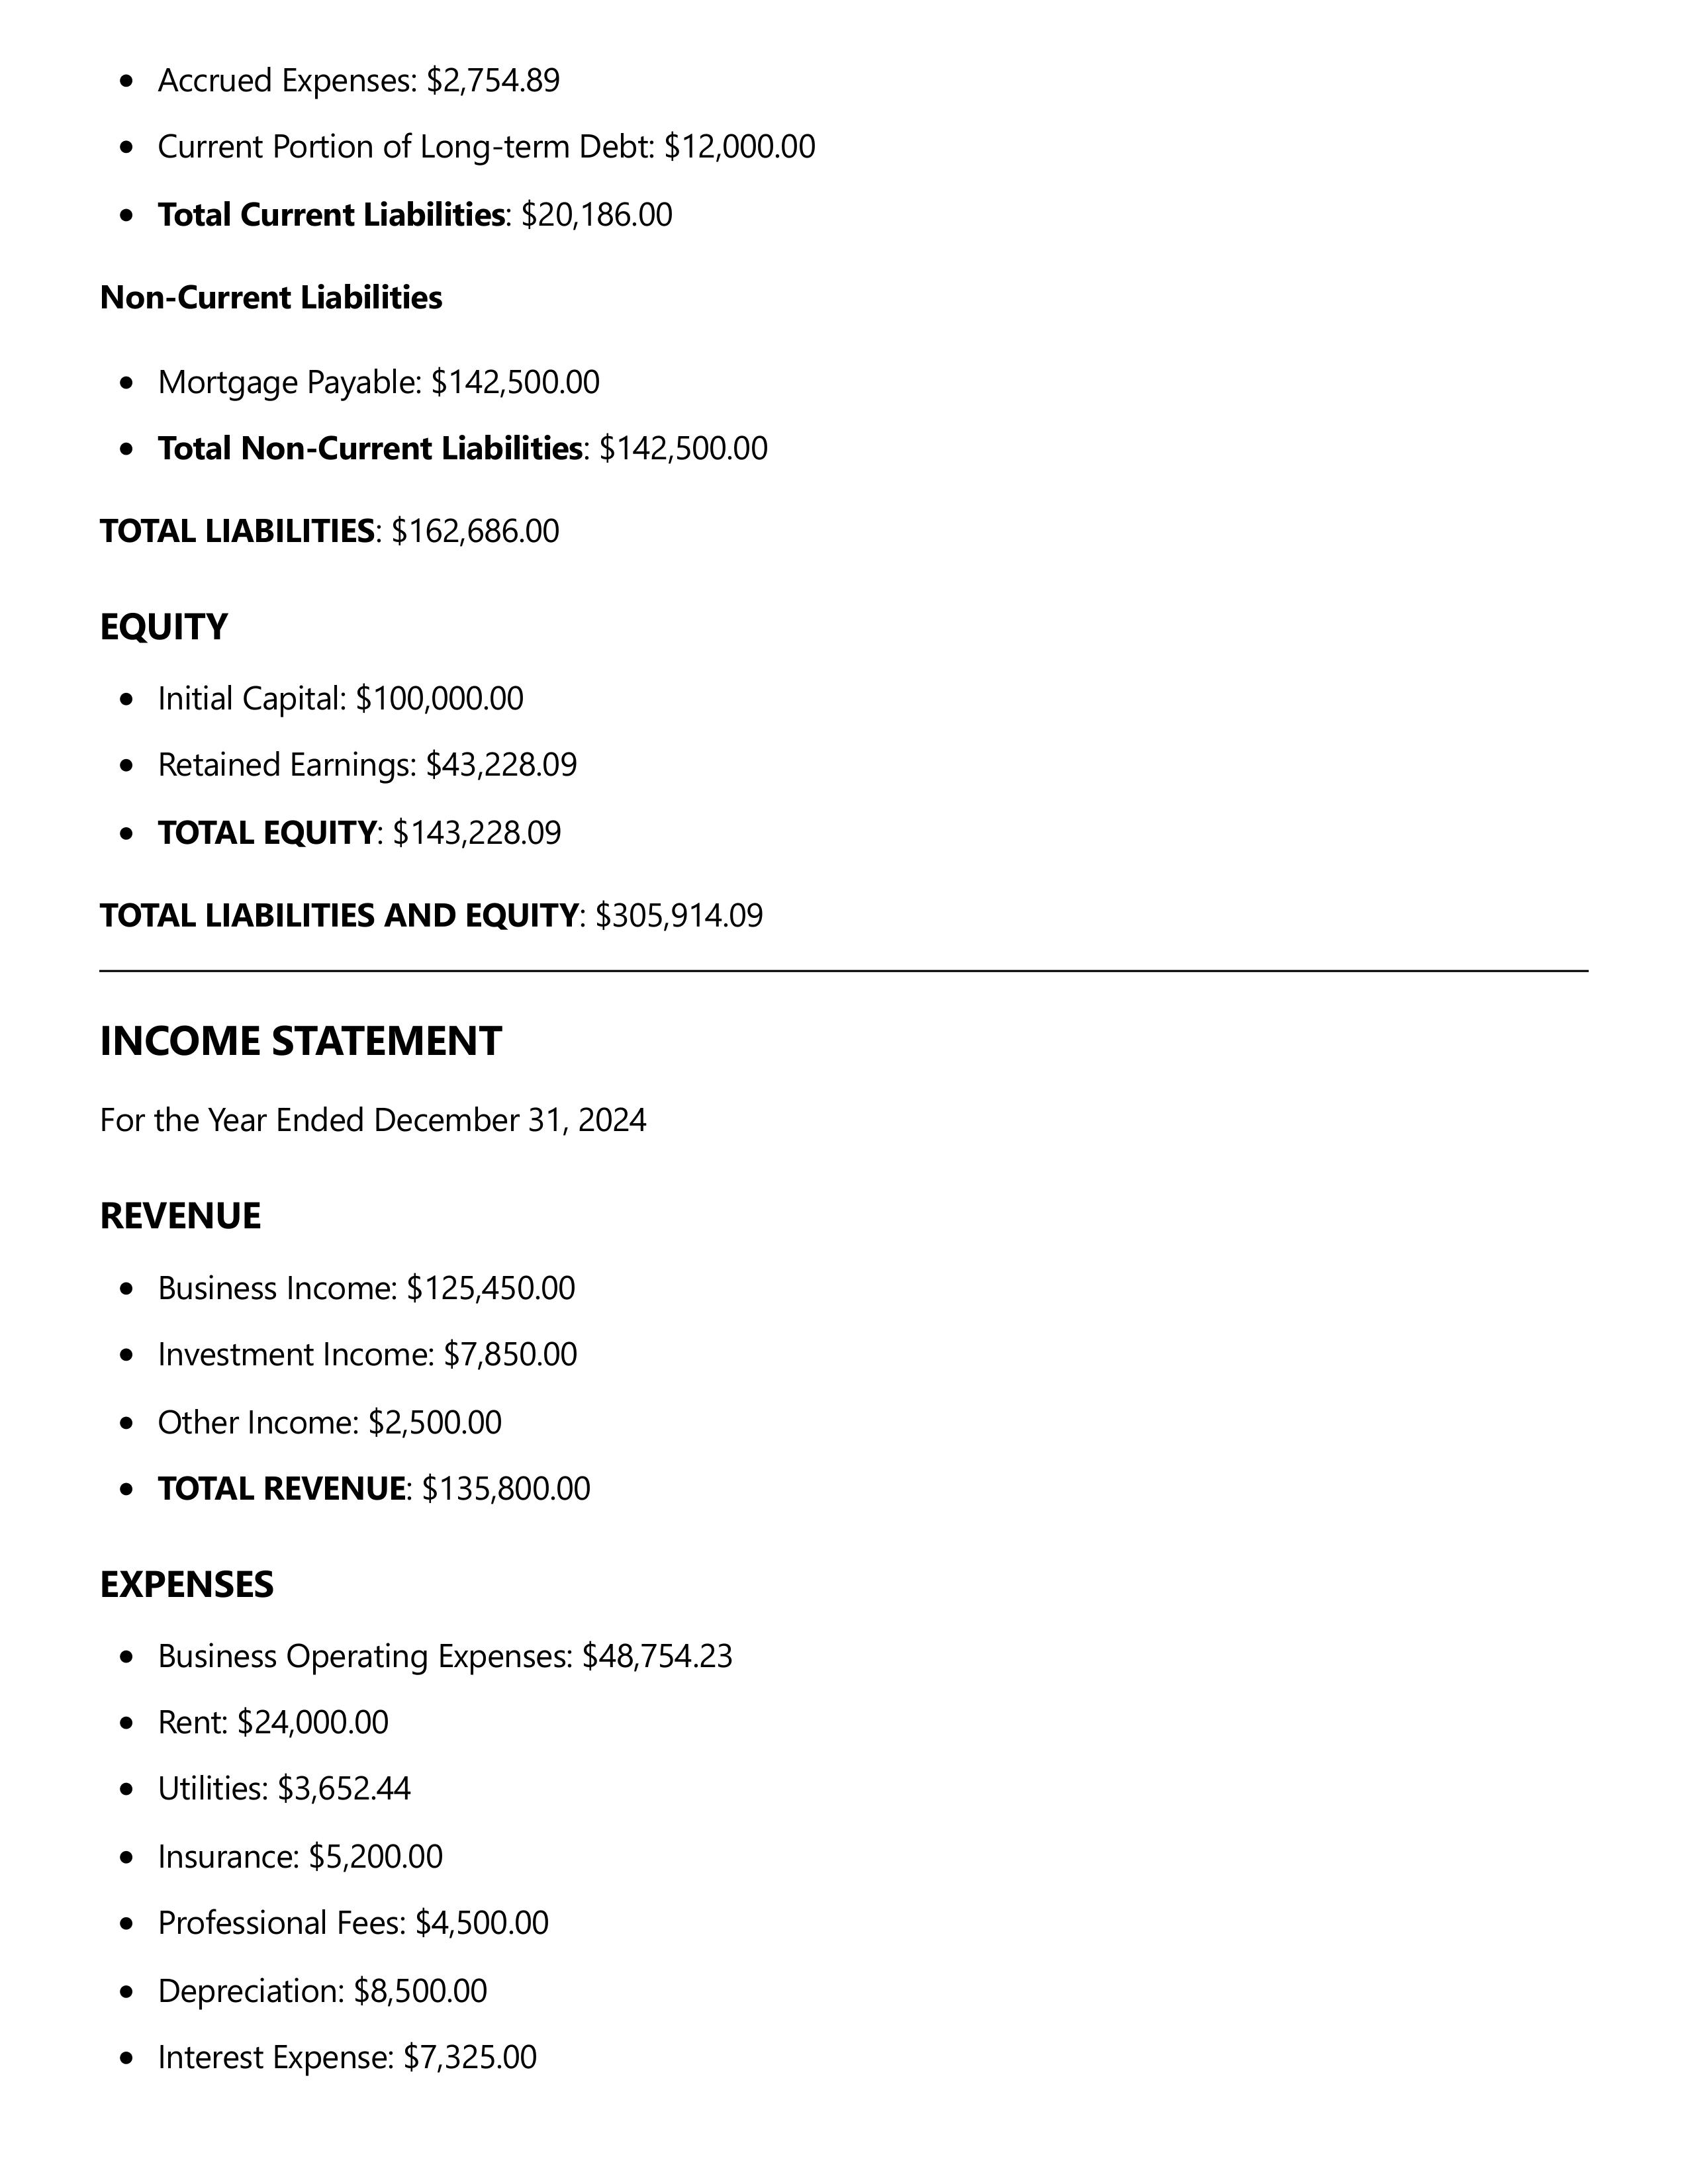 • Accrued Expenses: $2,754.89
• Current Portion of Long-term Debt: $12,000.00
• Total Current Liabilities: $20,186.00
Non-Current Liabilities
• Mortgage Payable: $142,500.00
• Total Non-Current Liabilities: $142,500.00
TOTAL LIABILITIES: $162,686.00
EQUITY
• Initial Capital: $100,000.00
• Retained Earnings: $43,228.09
• TOTAL EQUITY: $143,228.09
TOTAL LIABILITIES AND EQUITY: $305,914.09
INCOME STATEMENT
For the Year Ended December 31, 2024
REVENUE
• Business Income: $125,450.00
• Investment Income: $7,850.00
• Other Income: $2,500.00
• TOTAL REVENUE: $135,800.00
EXPENSES
• Business Operating Expenses: $48,754.23
• Rent: $24,000.00
• Utilities: $3,652.44
• Insurance: $5,200.00
• Professional Fees: $4,500.00
• Depreciation: $8,500.00
• Interest Expense: $7,325.00